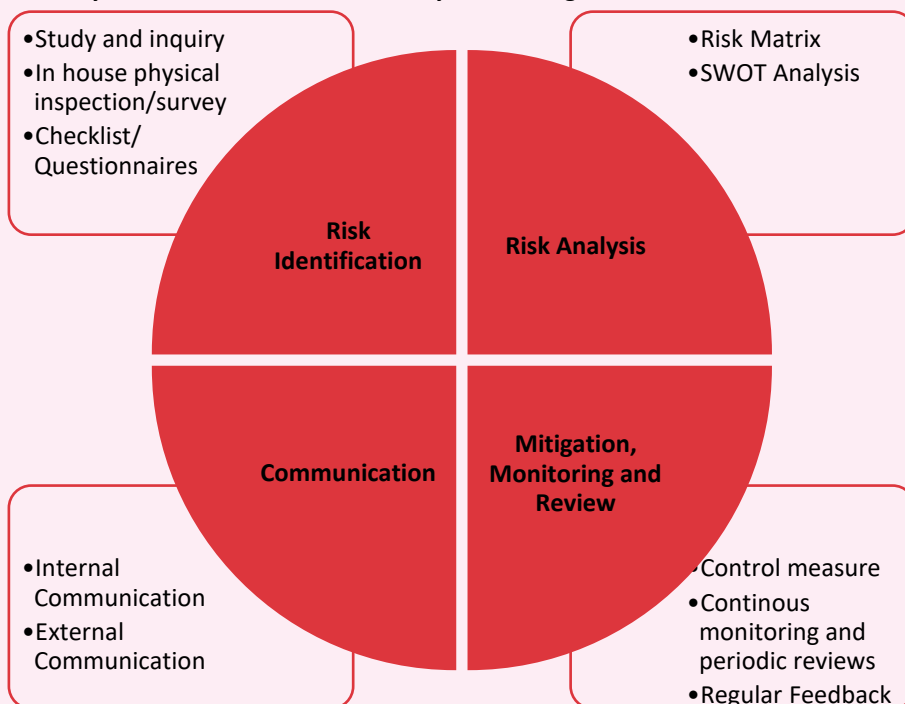 •Study and inquiry
•In house physical
inspection/survey
•Checklist/
Questionnaires
•Risk Matrix
•SWOT Analysis
Risk
Identification
Risk Analysis
Communication
Mitigation,
Monitoring and
Review
•Internal
Communication
•External
Communication
•Control measure
•Continous
monitoring and
periodic reviews
•Regular Feedback